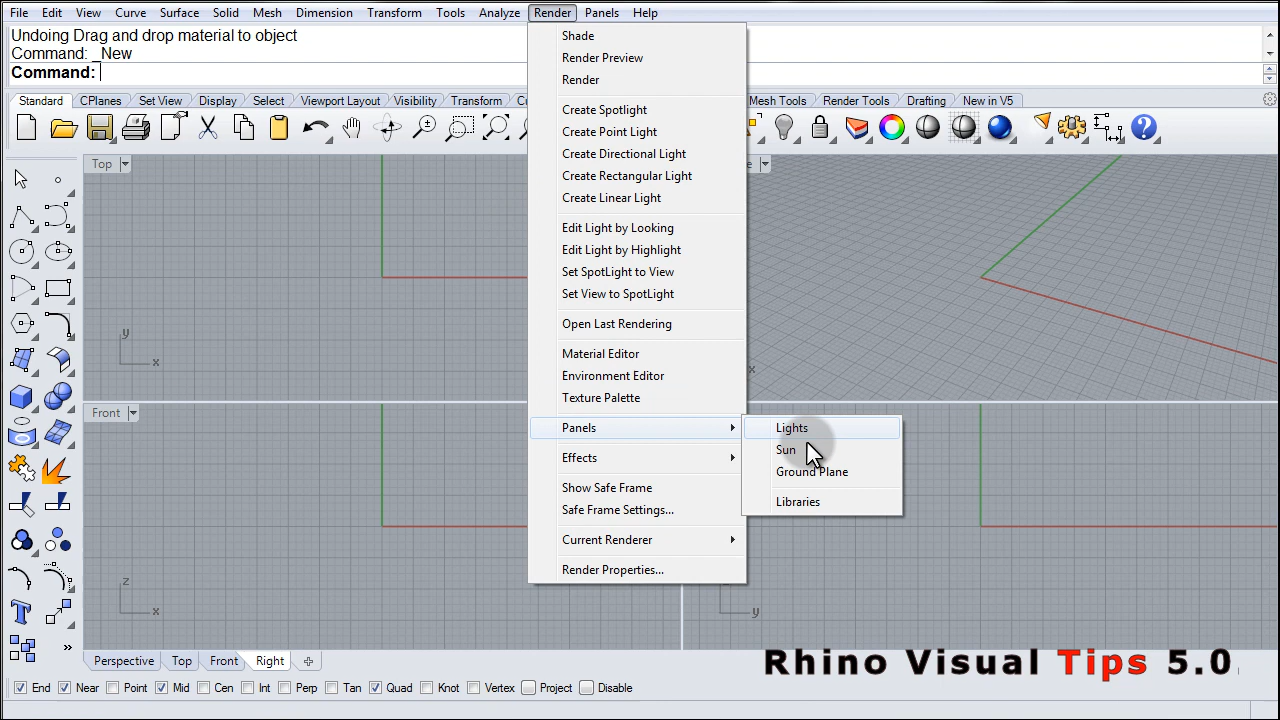 File Edit View Curve Surface Solid Mesh Dimension Transform Tools Analyze Render Panels Help
Undoing Drag and drop material to object
Command: _New
Command:
Standard CPlanes Set View Display Select Viewport Layout Visibility Transform Mesh Tools Render Tools Drafting New in V5
Top
Front
y
x
x
z
x
y
Shade
Render Preview
Render
Create Spotlight
Create Point Light
Create Directional Light
Create Rectangular Light
Create Linear Light
Edit Light by Looking
Edit Light by Highlight
Set SpotLight to View
Set View to SpotLight
Open Last Rendering
Material Editor
Environment Editor
Texture Palette
Panels
Effects
Show Safe Frame
Safe Frame Settings...
Current Renderer
Render Properties...
Lights
Sun
Ground Plane
Libraries
Perspective Top Front Right
Rhino Visual Tips 5.0
End Near Point Mid Cen Int Perp Tan Quad Knot Vertex Project Disable